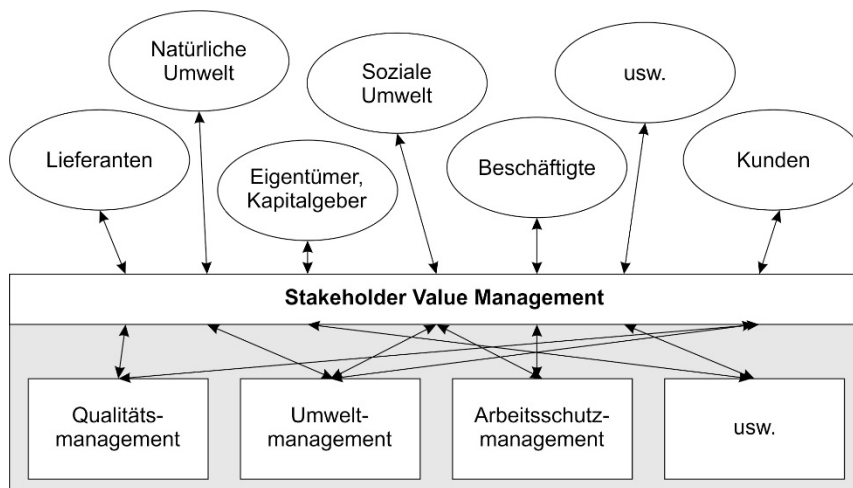 Natürliche
Umwelt
Soziale
Umwelt
usw.
Lieferanten
Eigentümer,
Kapitalgeber
Beschäftigte
Kunden
Stakeholder Value Management
Qualitäts-
management
Umwelt-
management
Arbeitsschutz-
management
usw.